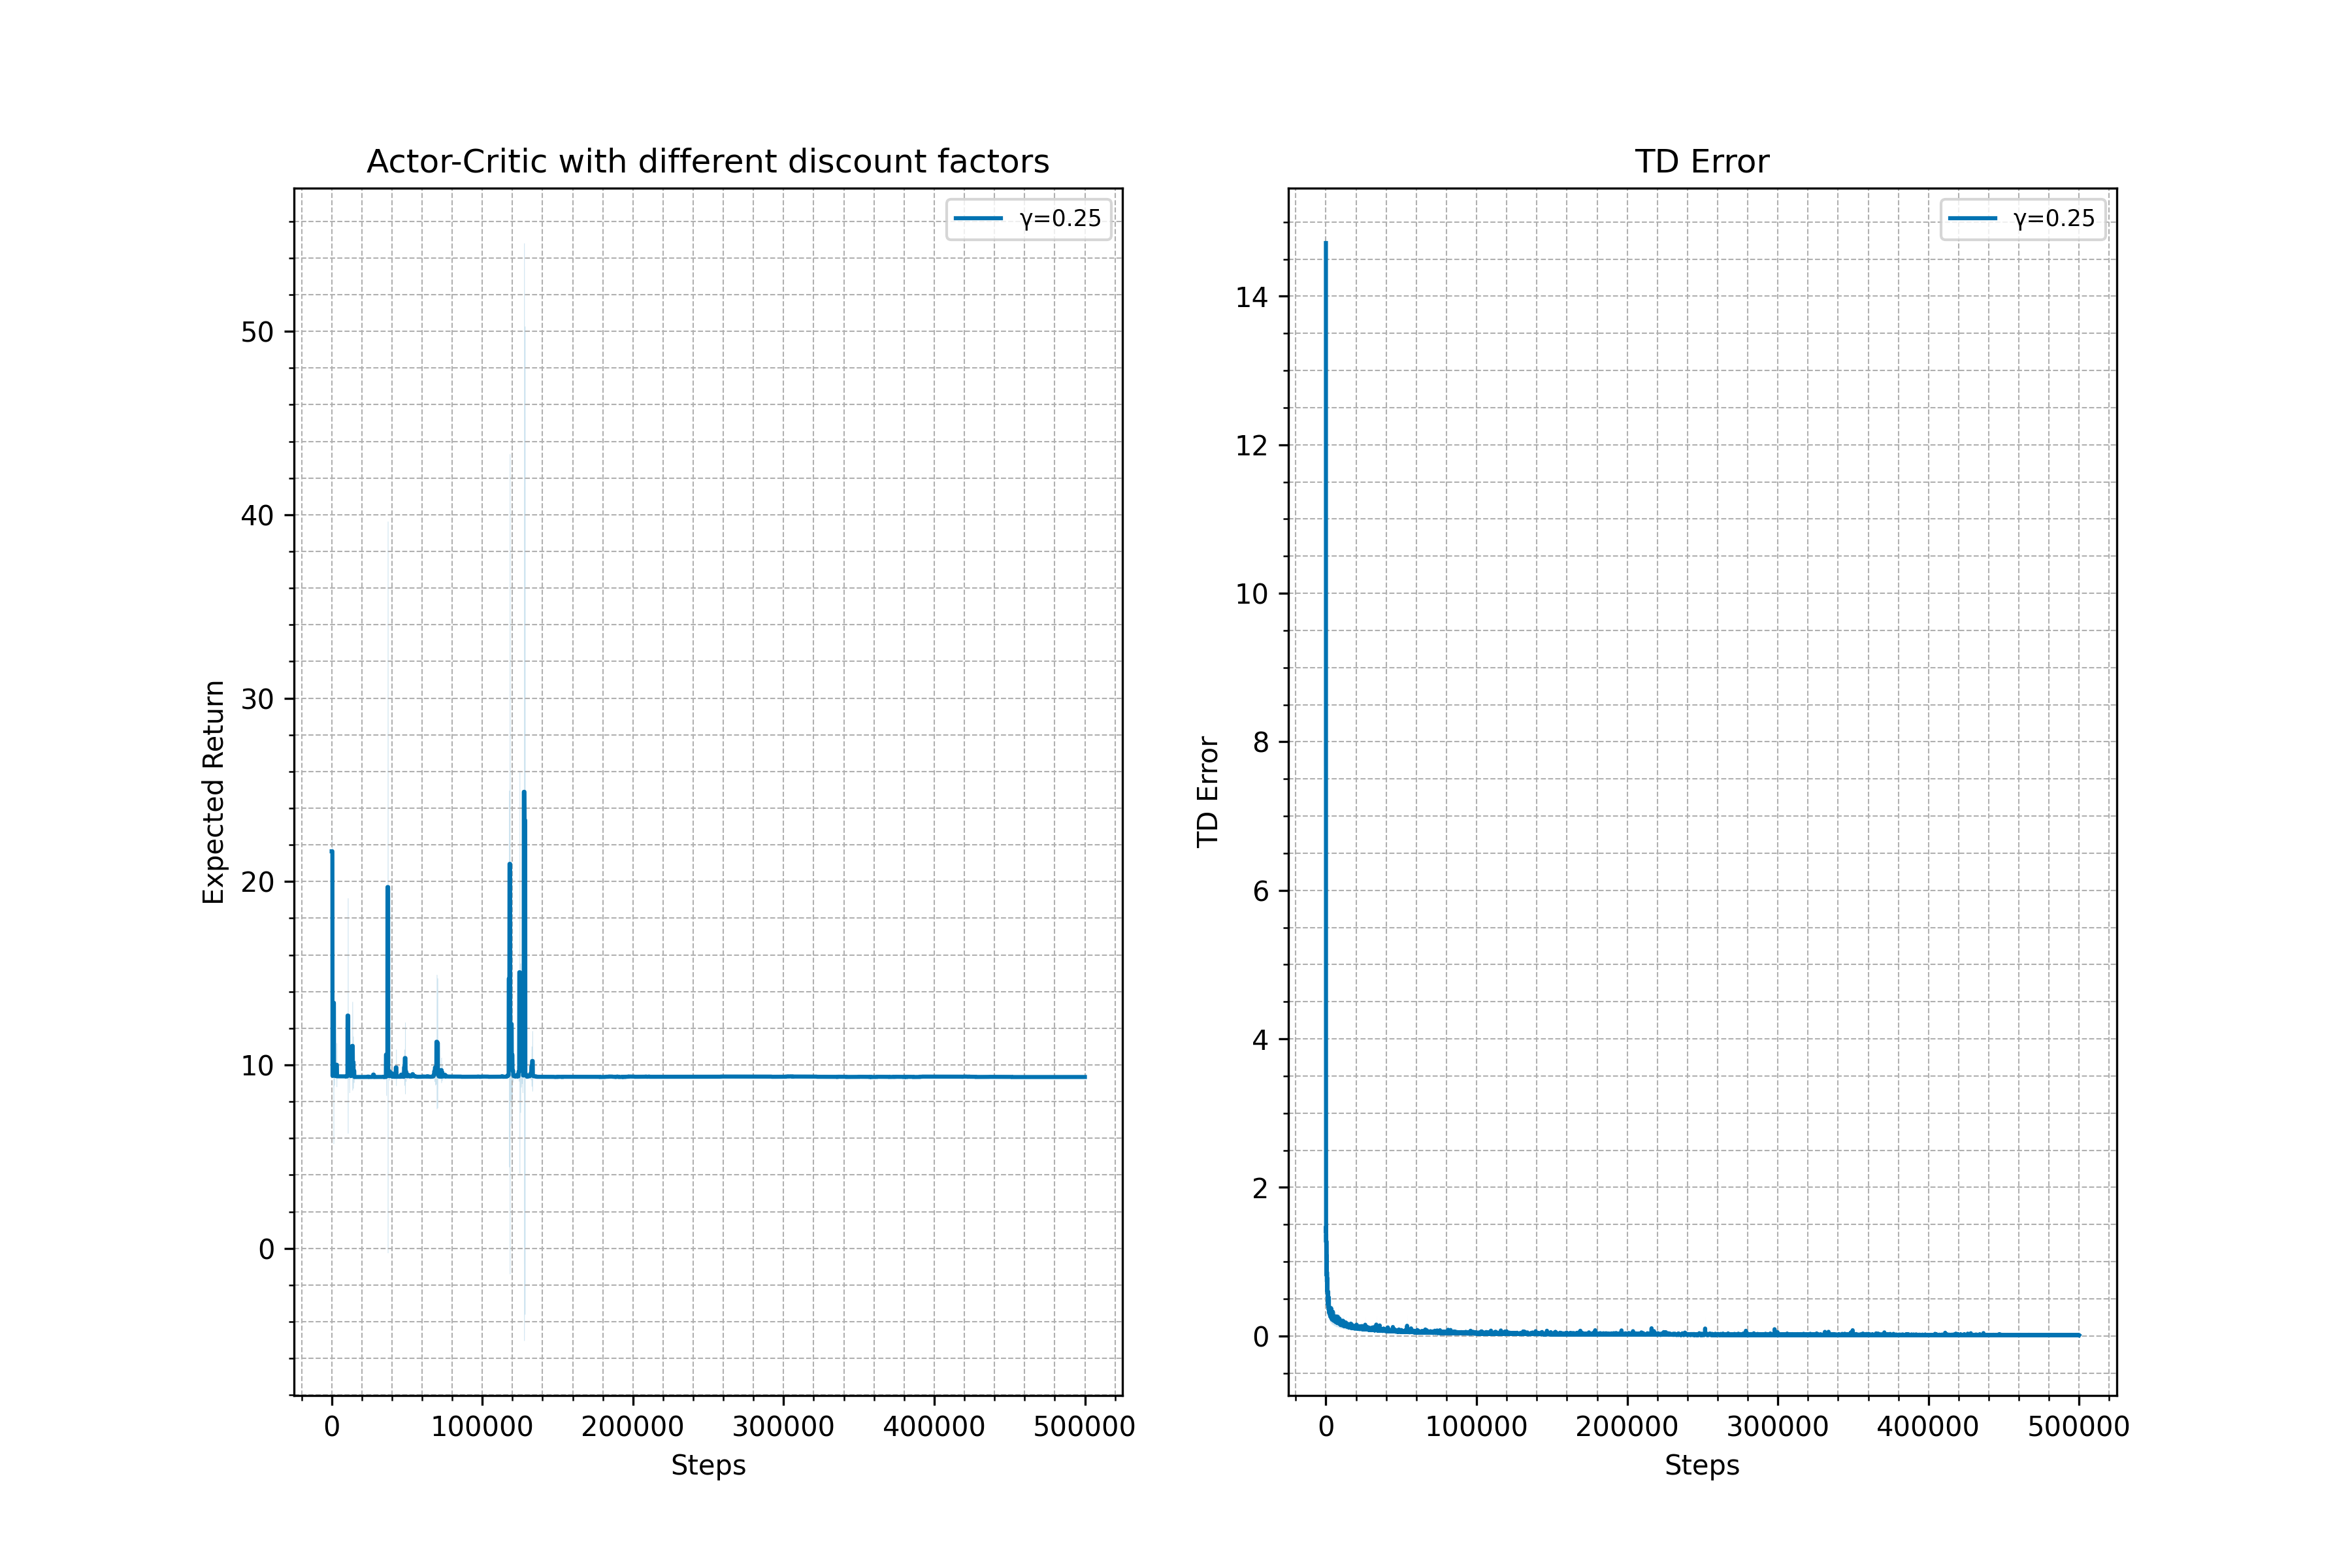 Actor-Critic with different discount factors
γ=0.25
Expected Return
50
40
30
20
10
0
0 100000 200000 300000 400000 500000
Steps
TD Error
γ=0.25
TD Error
14
12
10
8
6
4
2
0
0 100000 200000 300000 400000 500000
Steps